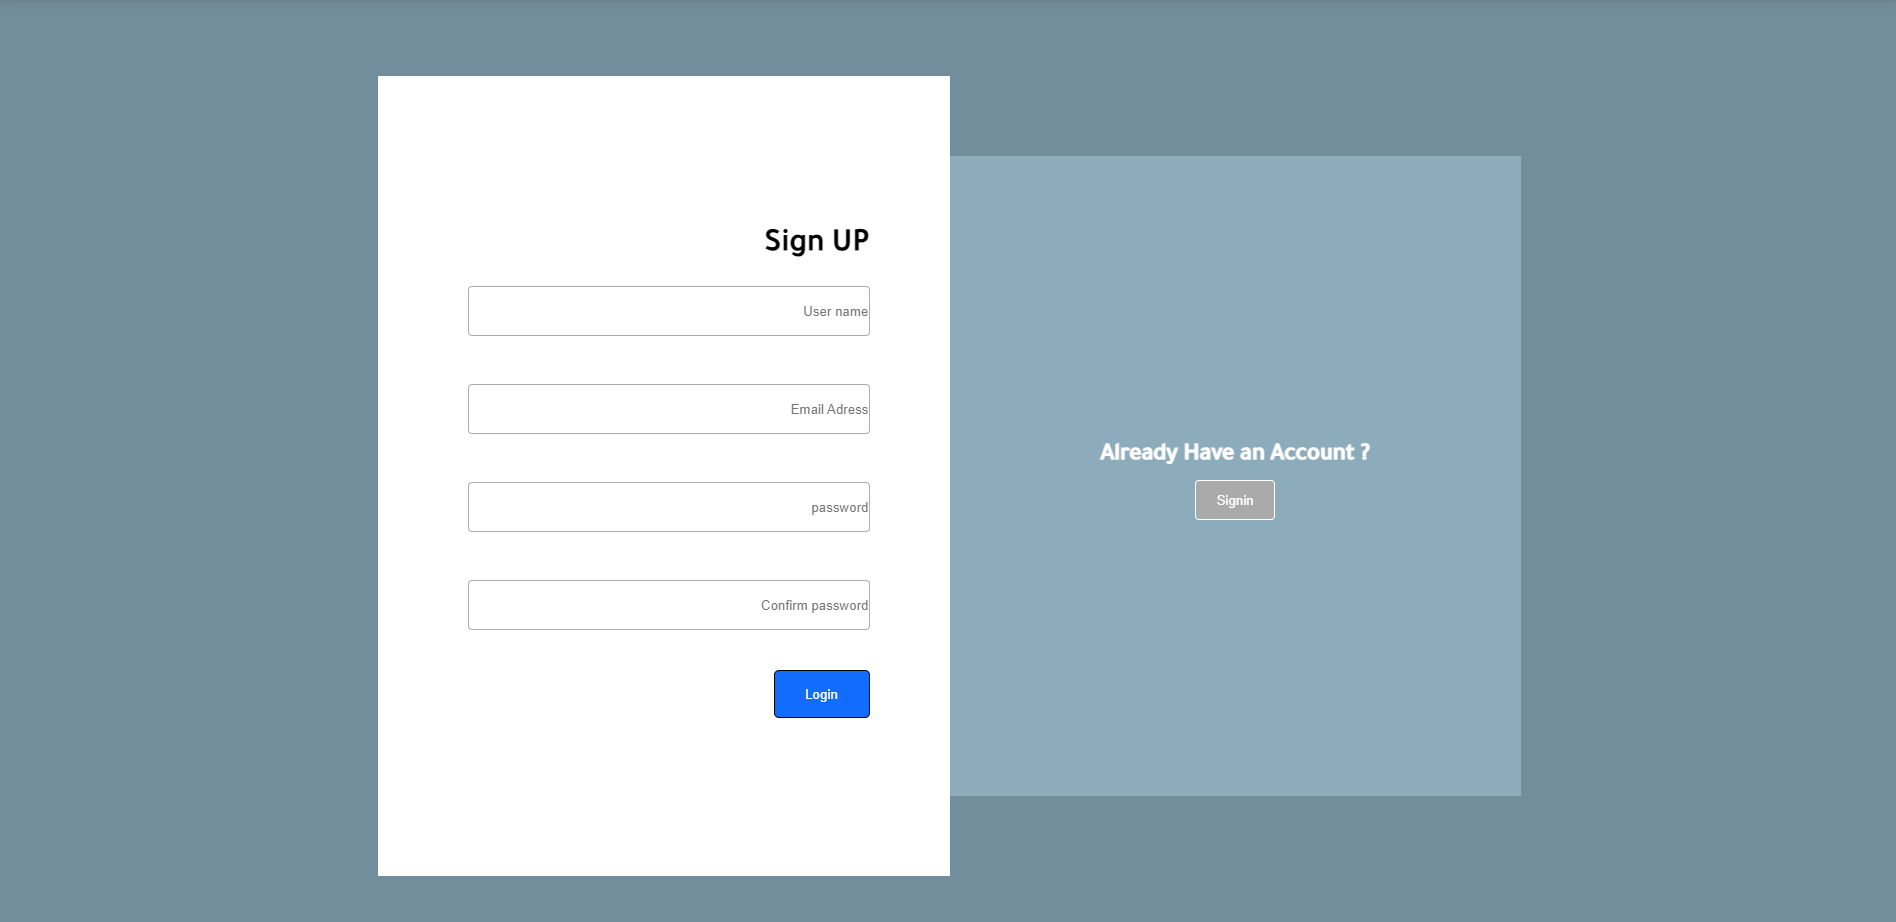 Sign UP
User name
Email Adress
password
Confirm password
Login
Already Have an Account ?
Signin